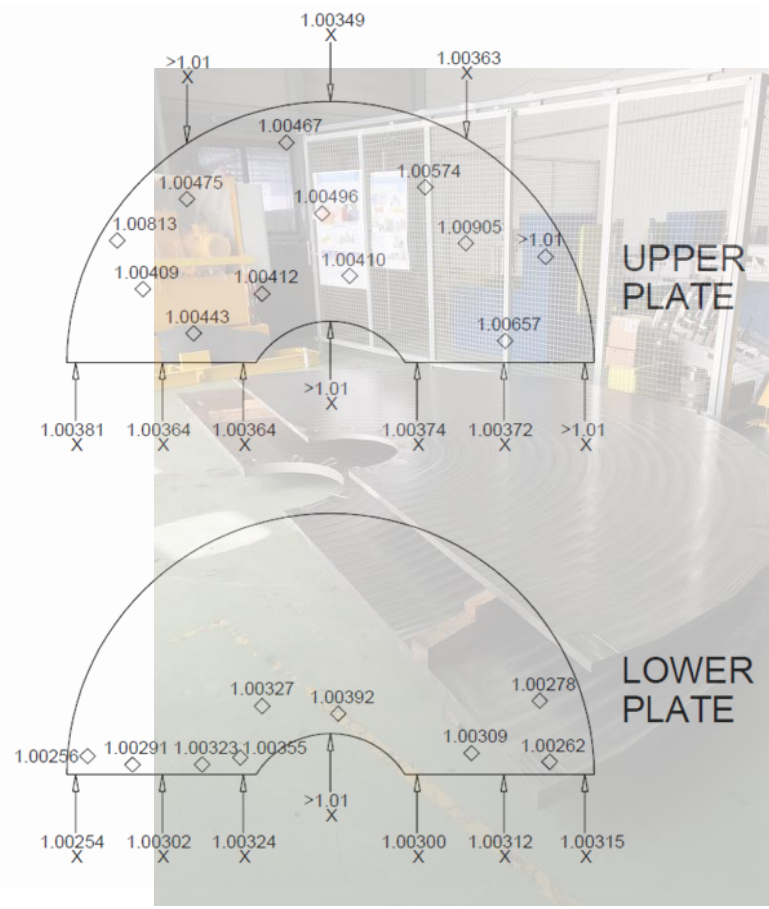 1.00349
X
>1.01
X
1.00363
X
1.00467
1.00475
1.00574
1.00496
1.00813
1.00905
>1.01
1.00409
1.00412
1.00410
1.00443
1.00657
UPPER
PLATE
>1.01
X
1.00381
X
1.00364
X
1.00364
X
1.00374
X
1.00372
X
>1.01
X
LOWER
PLATE
1.00327
1.00392
1.00278
1.00256
1.00291
1.00323
1.00355
1.00309
1.00262
>1.01
X
1.00254
X
1.00302
X
1.00324
X
1.00300
X
1.00312
X
1.00315
X